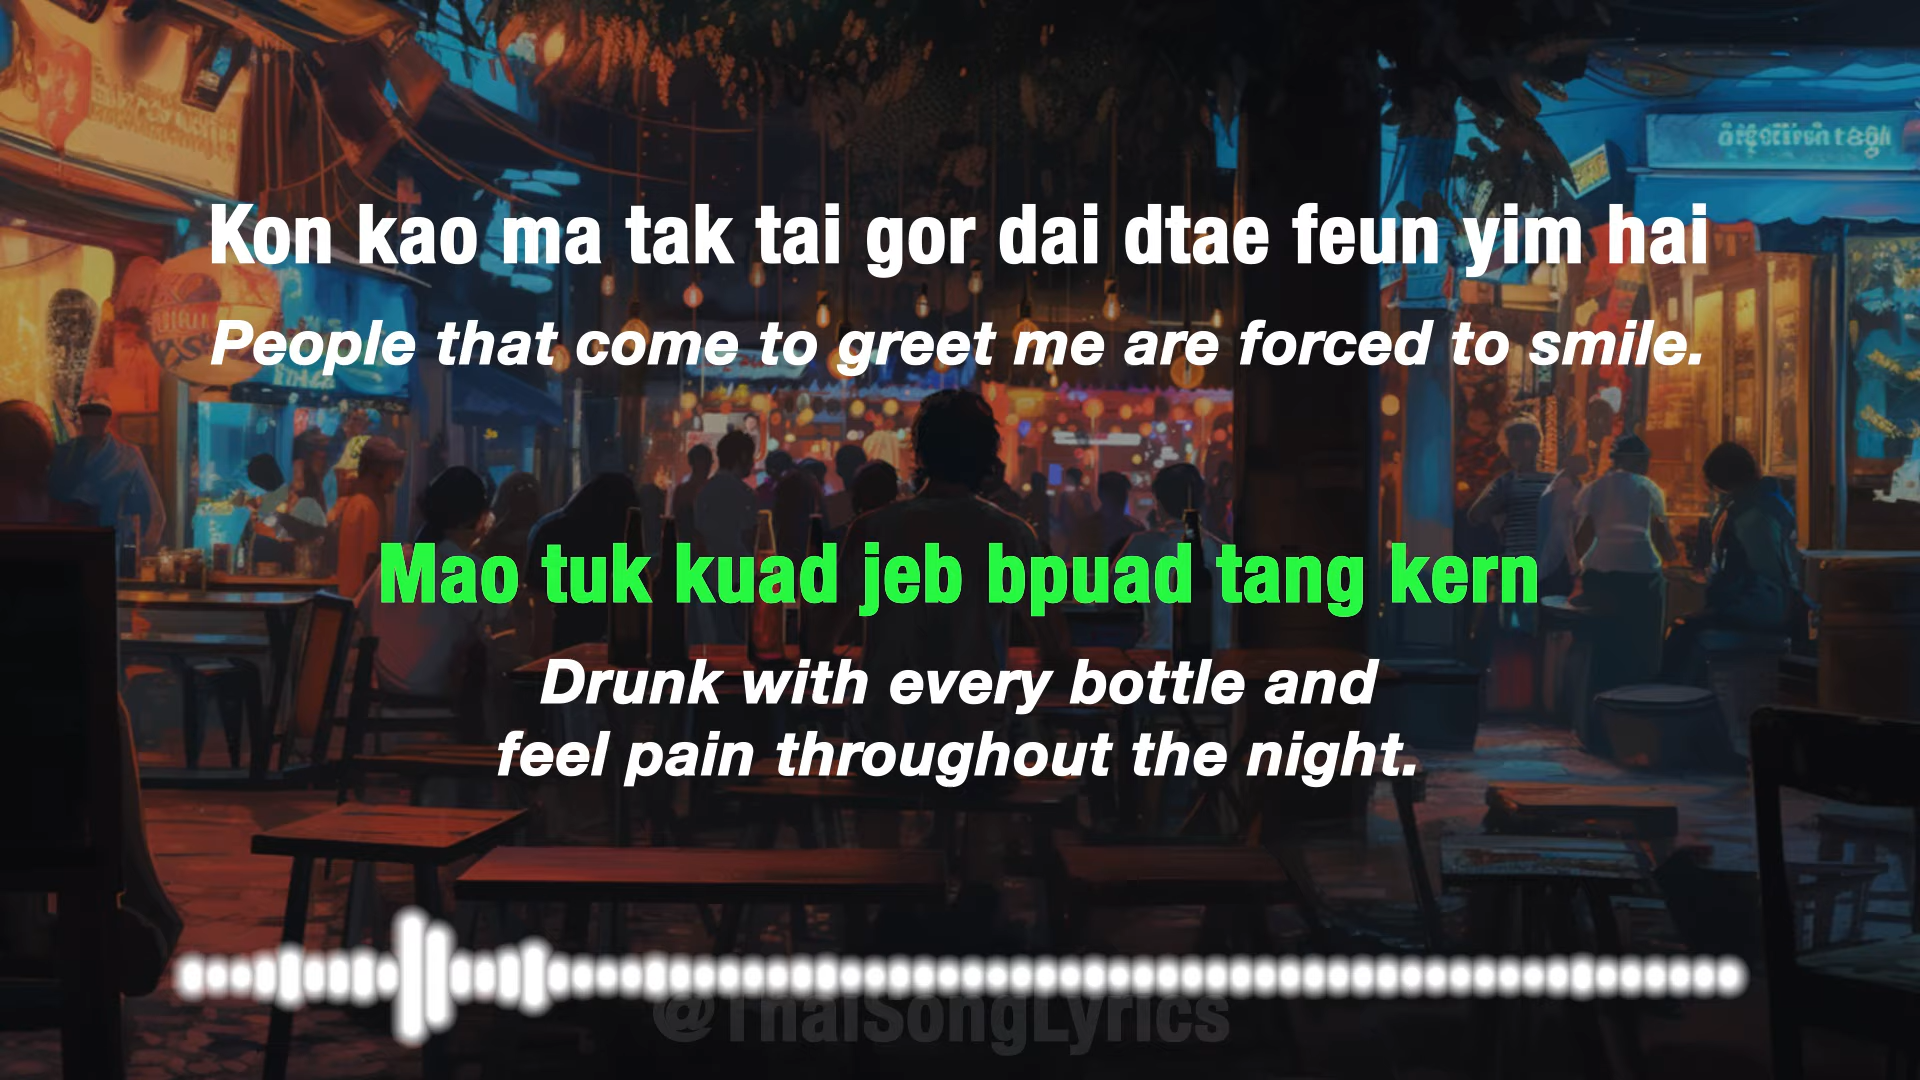 Kon kao ma tak tai gor dai dtae feun yim hai
People that come to greet me are forced to smile.
Mao tuk kuad jeb bpuad tang kern
Drunk with every bottle and
feel pain throughout the night.
@ThaiSongLyrics